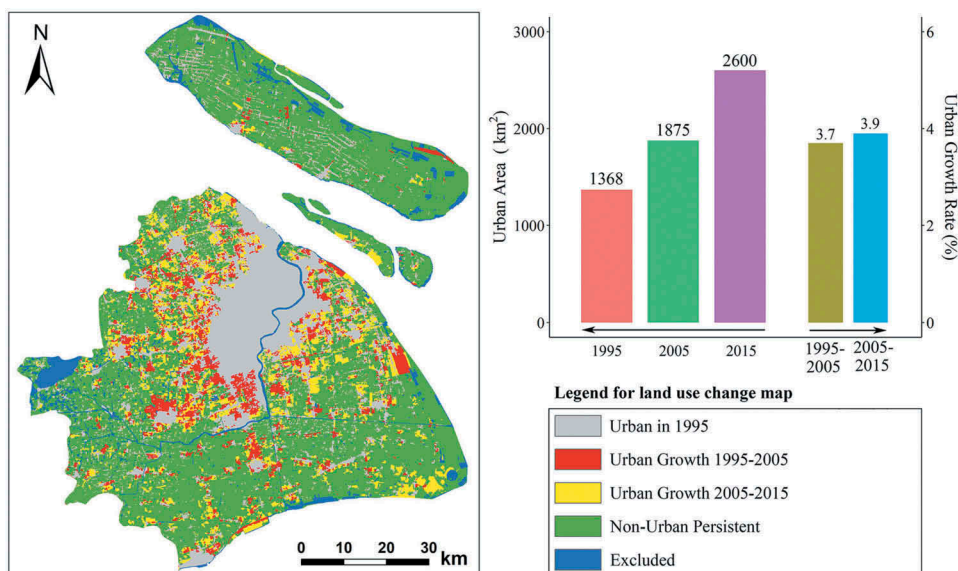 N
0 10 20 30
km
Urban Area ( km²)
3000
2000
1000
0
1368
1875
2600
3.7
3.9
6
4
2
0
Urban Growth Rate (%)
1995
2005
2015
1995-
2005
2005-
2015
Legend for land use change map
Urban in 1995
Urban Growth 1995-2005
Urban Growth 2005-2015
Non-Urban Persistent
Excluded